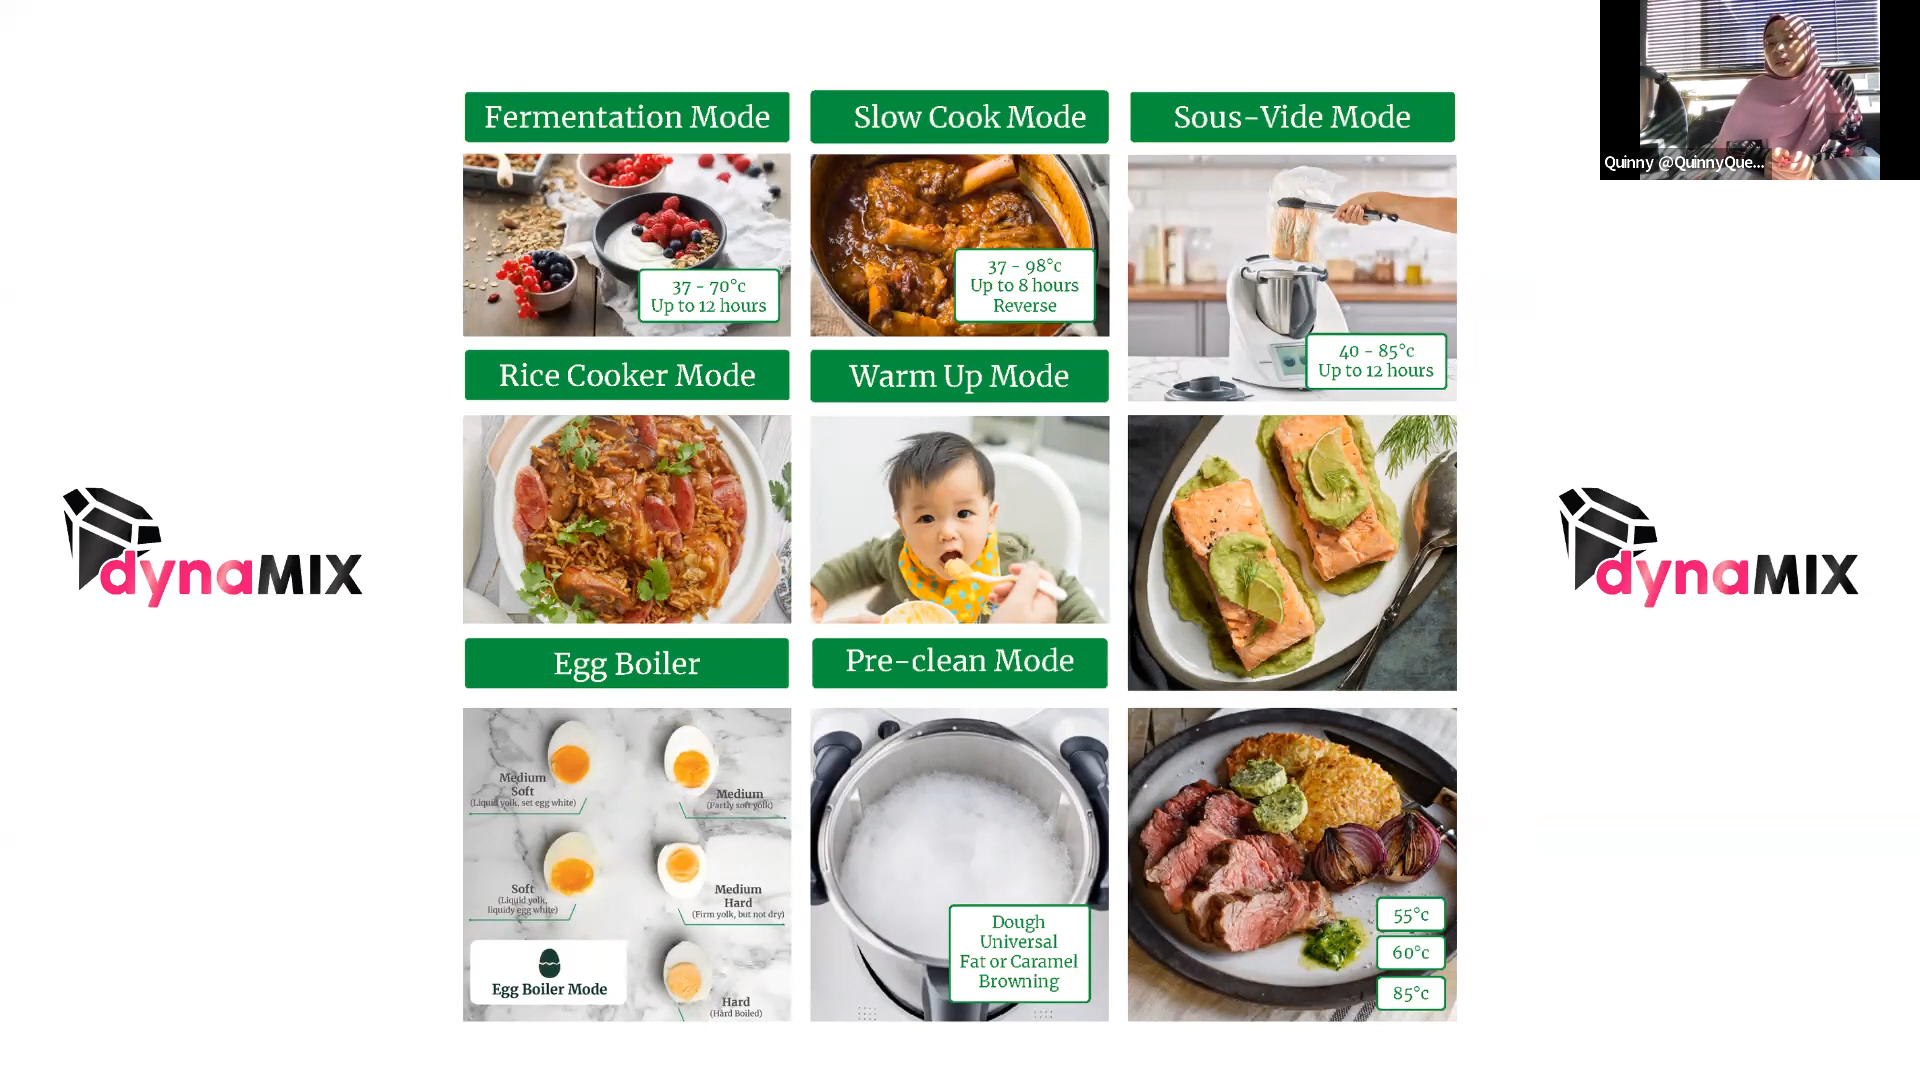 Fermentation Mode
37 - 70°c
Up to 12 hours
Slow Cook Mode
37 - 98°c
Up to 8 hours
Reverse
Sous-Vide Mode
40 - 85°c
Up to 12 hours
Quinny @QuinnyQue...
Rice Cooker Mode
Warm Up Mode
dynaMIX
dynaMIX
Egg Boiler
Medium
Soft
(Liquid yolk, set egg white)
Medium
(Partly soft yolk)
Soft
(Liquid yolk,
liquidy egg white)
Medium
Hard
(Firm yolk, but not dry)
Egg Boiler Mode
Hard
(Hard Boiled)
Pre-clean Mode
Dough
Universal
Fat or Caramel
Browning
55°c
60°c
85°c